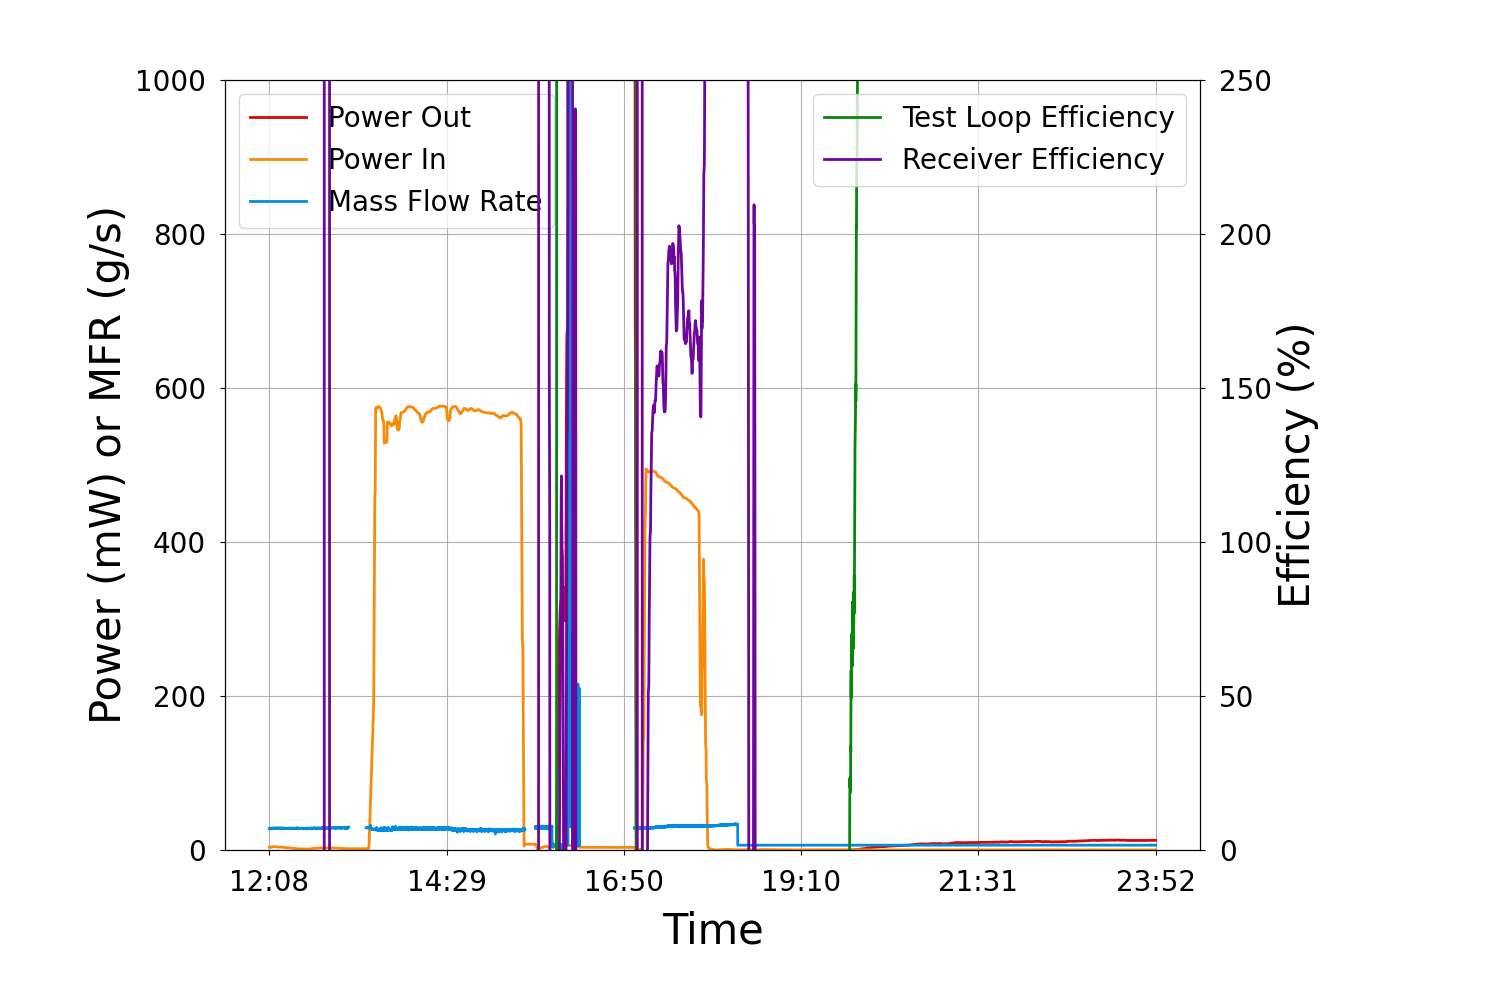 1000
800
600
400
200
0
Power (mW) or MFR (g/s)
Power Out
Power In
Mass Flow Rate
Test Loop Efficiency
Receiver Efficiency
250
200
150
100
50
0
Efficiency (%)
12:08 14:29 16:50 19:10 21:31 23:52
Time